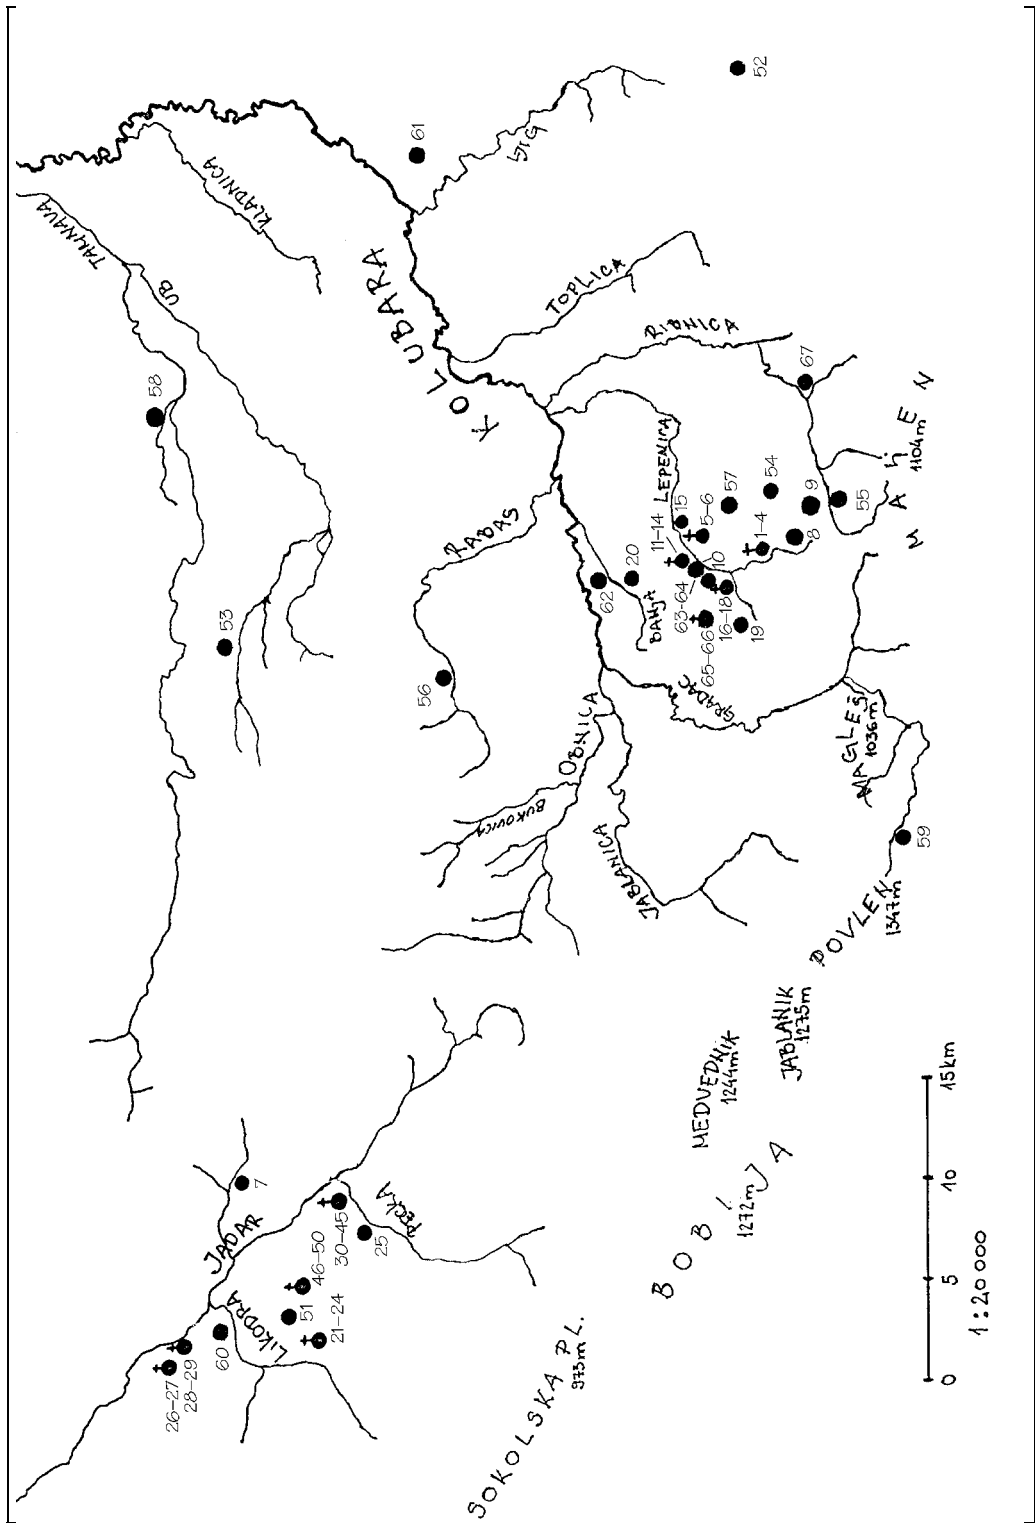 TAMNAVA
UB
KLADNICA
KOLUBARA
61
LJIG
52
58
53
56
RADAS
TOPLICA
RIBNICA
LEPENICA
67
62
20
BANJA
11-14
15
5-6
57
54
63-64
10
1-4
8
9
55
65-66
16-18
19
MALJEN
1104m
GRADAC
OBNICA
BUKOVICA
JABLANICA
MAGLEŠ
1036m
59
POVLEN
1347m
JABLANIK
1275m
MEDVEDNIK
1244m
BOBIJA
1272m
SOKOLSKA PL.
973m
7
JADAR
LIKODRA
PECKA
25
30-45
46-50
51
21-24
60
28-29
26-27
0 5 10 15km
1:20000